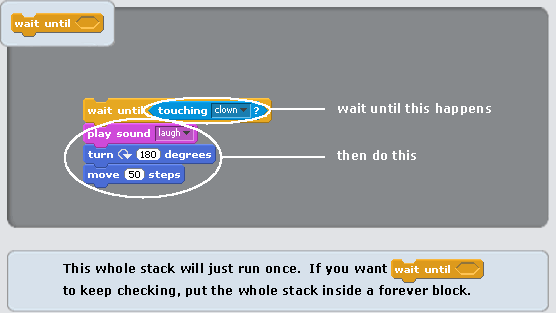 wait until
wait until touching clown ?
wait until this happens
play sound laugh
turn 180 degrees
then do this
move 50 steps
This whole stack will just run once. If you want wait until
to keep checking, put the whole stack inside a forever block.